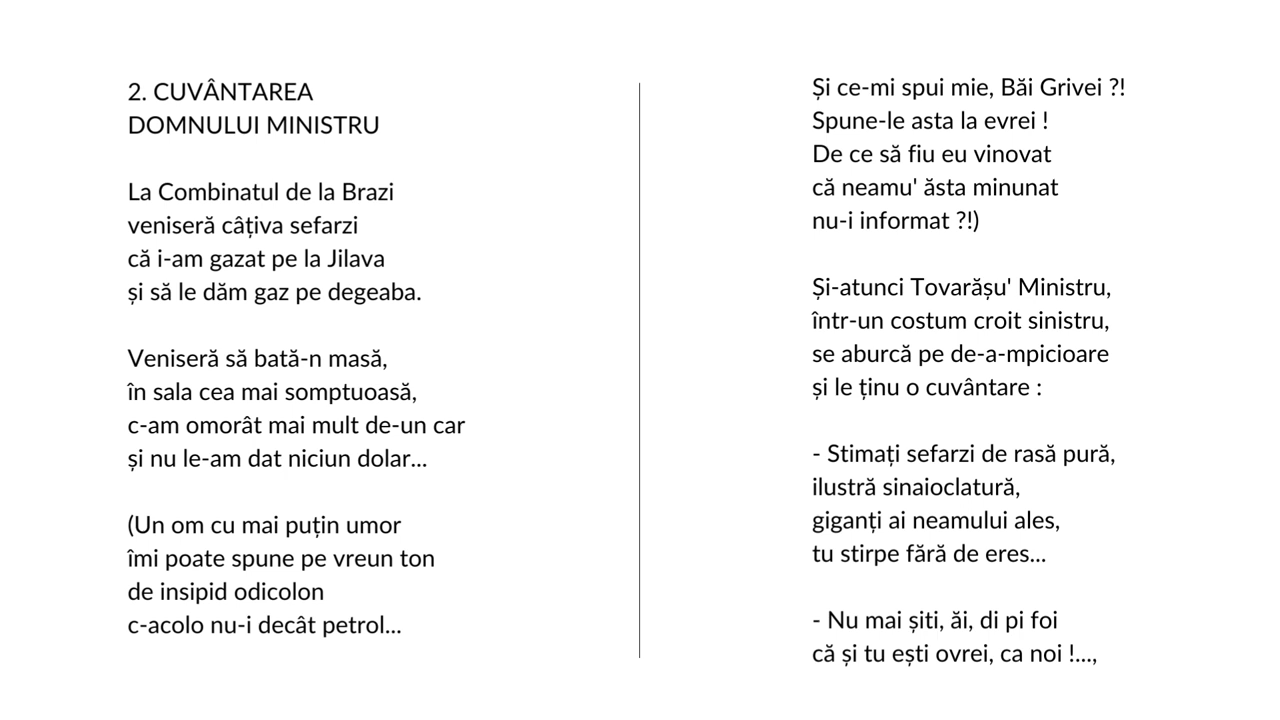 2. CUVÂNTAREA
DOMNULUI MINISTRU
La Combinatul de la Brazi
veniseră câțiva sefarzi
că i-am gazat pe la Jilava
și să le dăm gaz pe degeaba.
Veniseră să bată-n masă,
în sala cea mai somptuoasă,
c-am omorât mai mult de-un car
și nu le-am dat niciun dolar...
(Un om cu mai puțin umor
îmi poate spune pe vreun ton
de insipid odicolon
c-acolo nu-i decât petrol...
Și ce-mi spui mie, Băi Grivei ?!
Spune-le asta la evrei !
De ce să fiu eu vinovat
că neamu' ăsta minunat
nu-i informat ?!)
Și-atunci Tovarășu' Ministru,
într-un costum croit sinistru,
se aburcă pe de-a-mpicioare
și le ținu o cuvântare :
- Stimați sefarzi de rasă pură,
ilustră sinaioclatură,
giganți ai neamului ales,
tu stirpe fără de eres...
- Nu mai șiti, ăi, di pi foi
că și tu ești ovrei, ca noi !...,